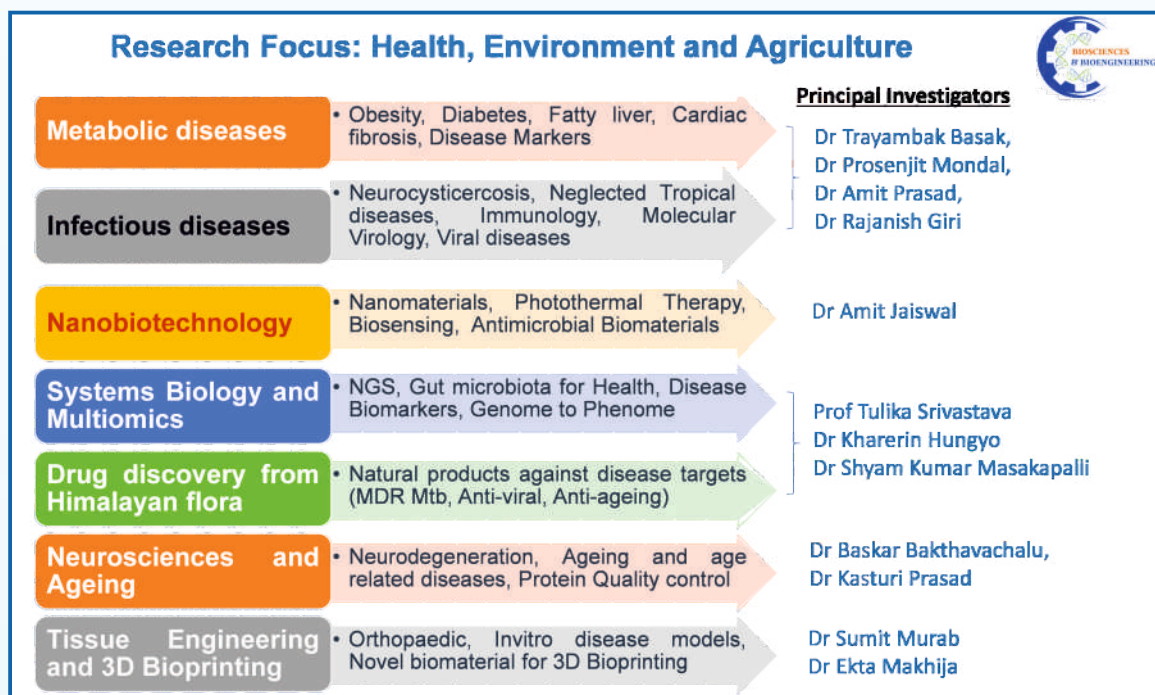 Research Focus: Health, Environment and Agriculture
BIOSCIENCES
& BIOENGINEERING
Principal Investigators
Metabolic diseases
• Obesity, Diabetes, Fatty liver, Cardiac
fibrosis, Disease Markers
Infectious diseases
• Neurocysticercosis, Neglected Tropical
diseases, Immunology, Molecular
Virology, Viral diseases
Dr Trayambak Basak,
Dr Prosenjit Mondal,
Dr Amit Prasad,
Dr Rajanish Giri
Nanobiotechnology
• Nanomaterials, Photothermal Therapy,
Biosensing, Antimicrobial Biomaterials
Dr Amit Jaiswal
Systems Biology and
Multiomics
• NGS, Gut microbiota for Health, Disease
Biomarkers, Genome to Phenome
Drug discovery from
Himalayan flora
• Natural products against disease targets
(MDR Mtb, Anti-viral, Anti-ageing)
Prof Tulika Srivastava
Dr Kharerin Hungyo
Dr Shyam Kumar Masakapalli
Neurosciences and
Ageing
• Neurodegeneration, Ageing and age
related diseases, Protein Quality control
Dr Baskar Bakthavachalu,
Dr Kasturi Prasad
Tissue Engineering
and 3D Bioprinting
• Orthopaedic, Invitro disease models,
Novel biomaterial for 3D Bioprinting
Dr Sumit Murab
Dr Ekta Makhija